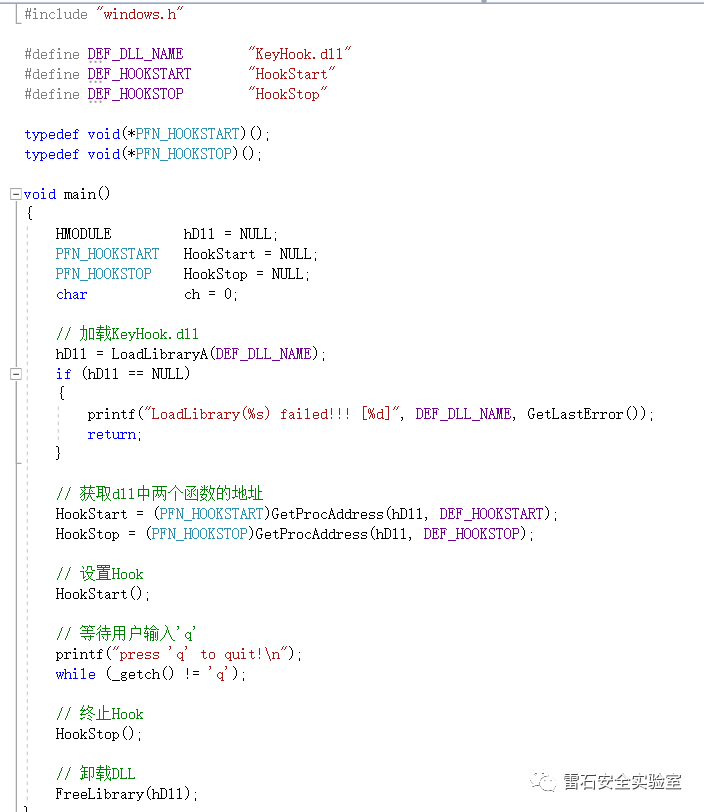 #include "windows.h"
#define DEF_DLL_NAME "KeyHook.dll"
#define DEF_HOOKSTART "HookStart"
#define DEF_HOOKSTOP "HookStop"
typedef void(*PFN_HOOKSTART)();
typedef void(*PFN_HOOKSTOP)();
void main()
{
HMODULE hDll = NULL;
PFN_HOOKSTART HookStart = NULL;
PFN_HOOKSTOP HookStop = NULL;
char ch = 0;
// 加载KeyHook.dll
hDll = LoadLibraryA(DEF_DLL_NAME);
if (hDll == NULL)
{
printf("LoadLibrary(%s) failed!!! [%d]", DEF_DLL_NAME, GetLastError());
return;
}
// 获取dll中两个函数的地址
HookStart = (PFN_HOOKSTART)GetProcAddress(hDll, DEF_HOOKSTART);
HookStop = (PFN_HOOKSTOP)GetProcAddress(hDll, DEF_HOOKSTOP);
// 设置Hook
HookStart();
// 等待用户输入'q'
printf("press 'q' to quit!\n");
while (_getch() != 'q');
// 终止Hook
HookStop();
// 卸载DLL
FreeLibrary(hDll);
雷石安全实验室